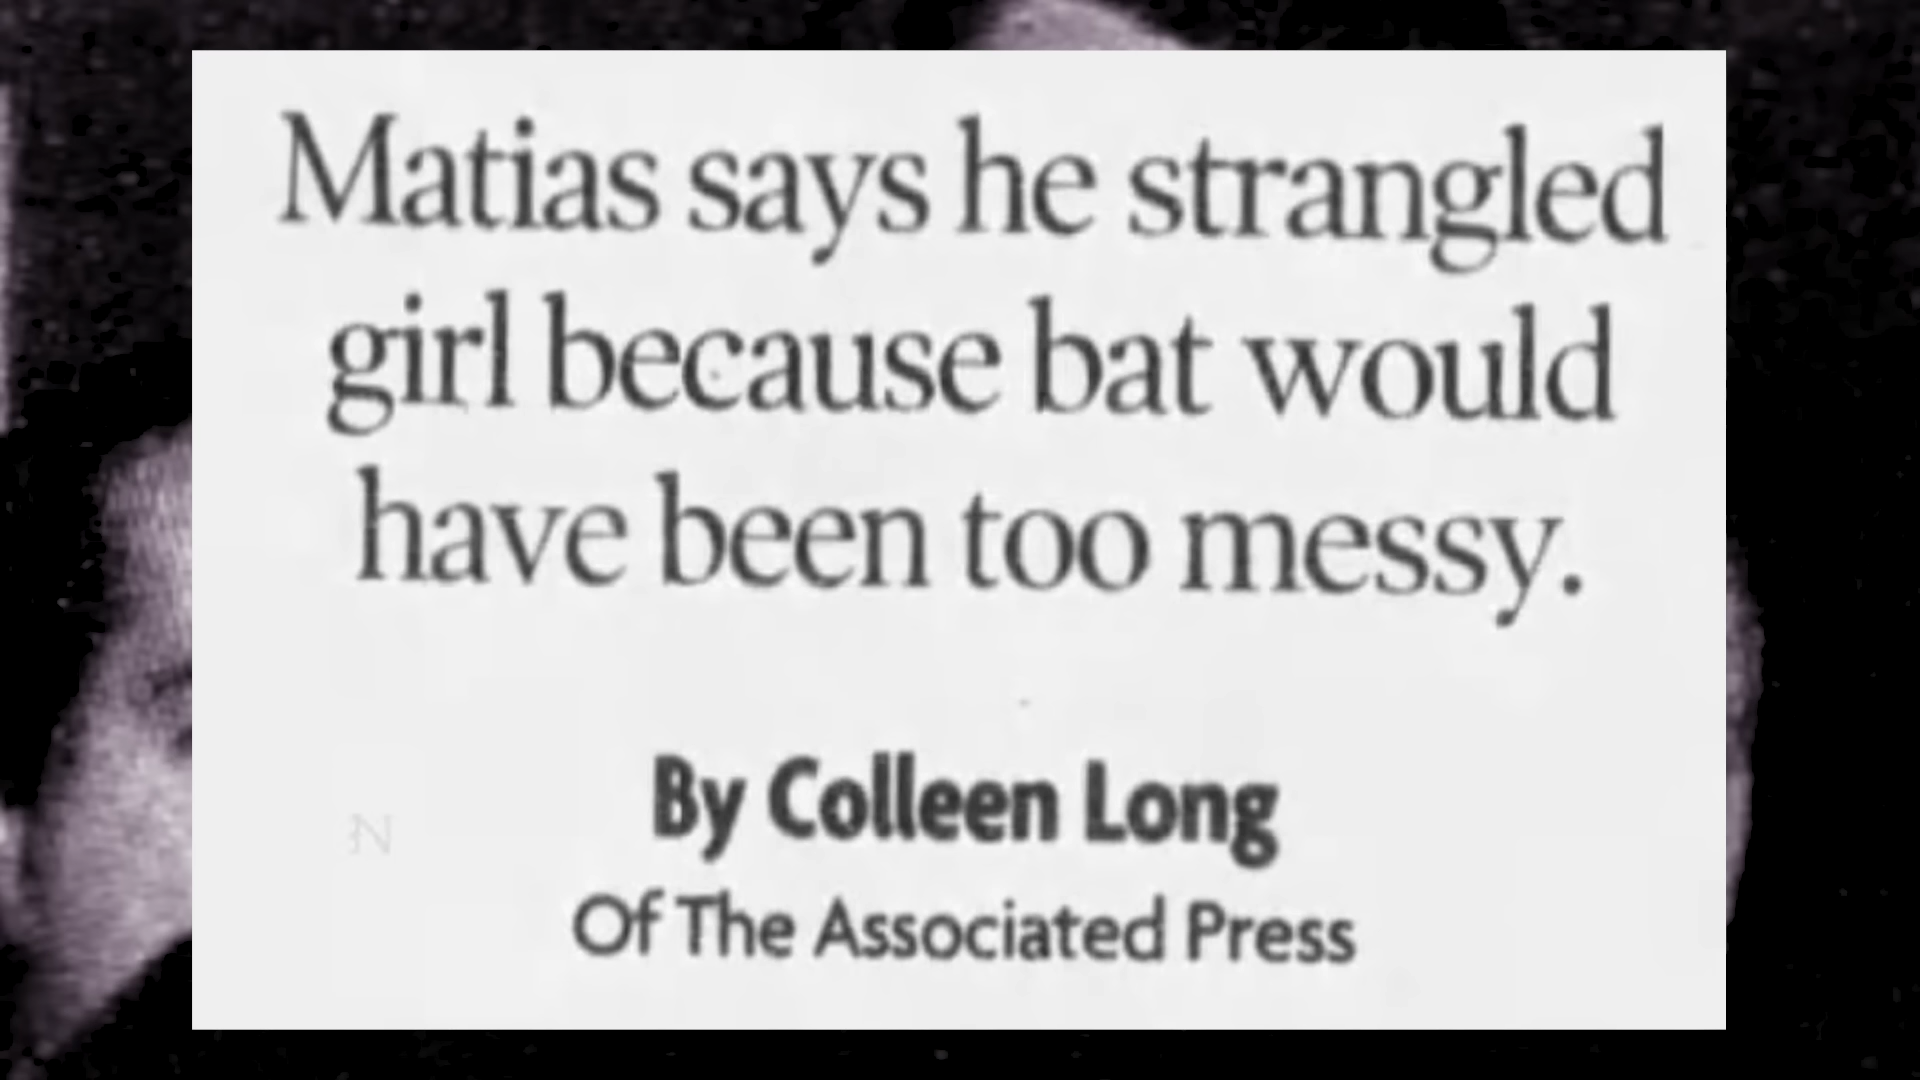 Matias says he strangled
girl because bat would
have been too messy.
By Colleen Long
Of The Associated Press